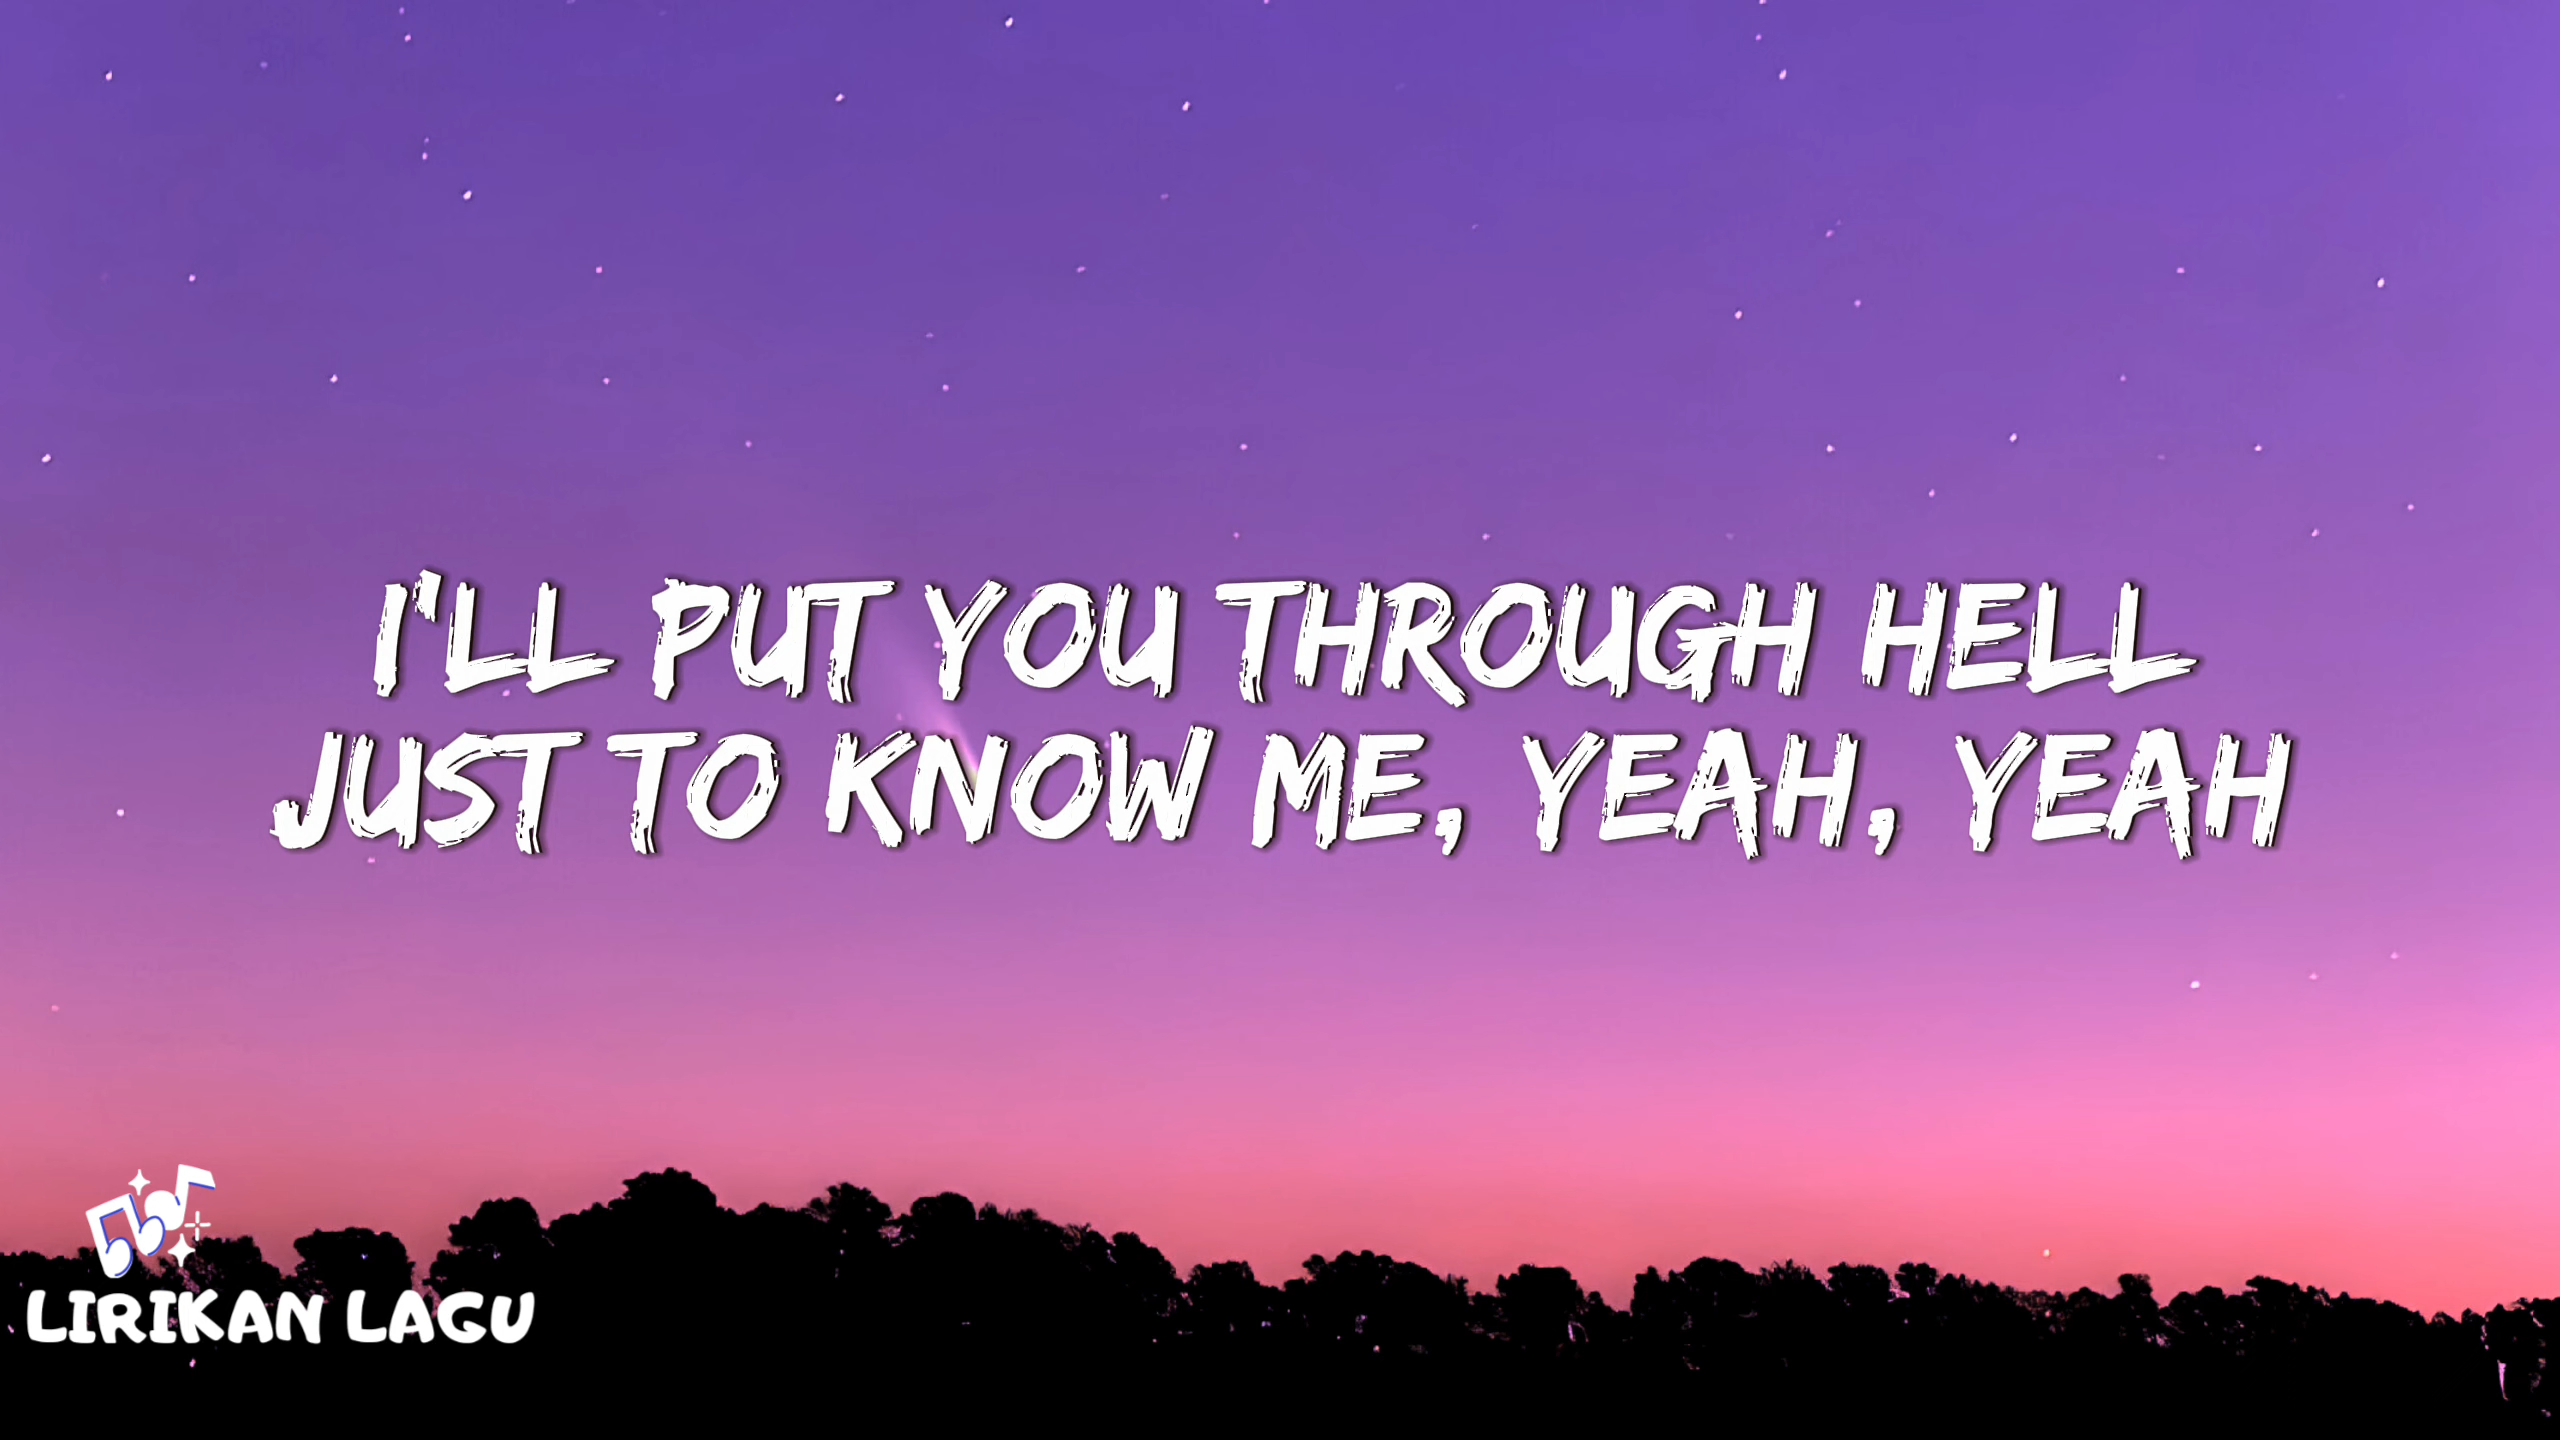 I'LL PUT YOU THROUGH HELL
JUST TO KNOW ME, YEAH, YEAH
LIRIKAN LAGU